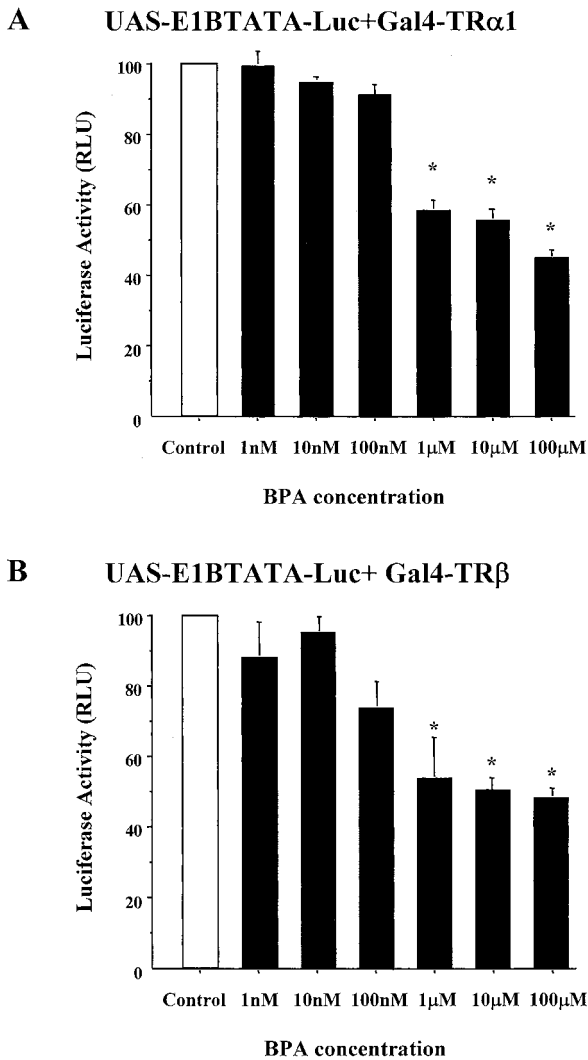 A
UAS-E1BTATA-Luc+Gal4-TRα1
Luciferase Activity (RLU)
100
80
60
40
20
0
*
*
*
Control 1nM 10nM 100nM 1µM 10µM 100µM
BPA concentration
B
UAS-E1BTATA-Luc+ Gal4-TRβ
Luciferase Activity (RLU)
100
80
60
40
20
0
*
*
*
Control 1nM 10nM 100nM 1µM 10µM 100µM
BPA concentration